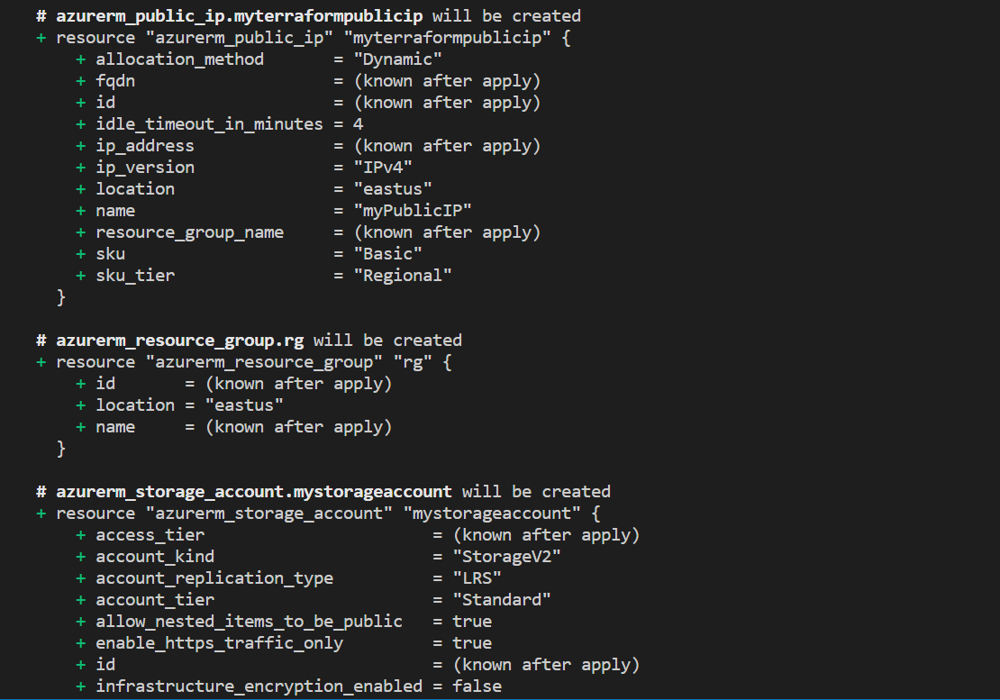 # azurerm_public_ip.myterraformpublicip will be created
+ resource "azurerm_public_ip" "myterraformpublicip" {
    + allocation_method       = "Dynamic"
    + fqdn                    = (known after apply)
    + id                      = (known after apply)
    + idle_timeout_in_minutes = 4
    + ip_address              = (known after apply)
    + ip_version              = "IPv4"
    + location                = "eastus"
    + name                    = "myPublicIP"
    + resource_group_name     = (known after apply)
    + sku                     = "Basic"
    + sku_tier                = "Regional"
  }
# azurerm_resource_group.rg will be created
+ resource "azurerm_resource_group" "rg" {
    + id       = (known after apply)
    + location = "eastus"
    + name     = (known after apply)
  }
# azurerm_storage_account.mystorageaccount will be created
+ resource "azurerm_storage_account" "mystorageaccount" {
    + access_tier                       = (known after apply)
    + account_kind                      = "StorageV2"
    + account_replication_type          = "LRS"
    + account_tier                      = "Standard"
    + allow_nested_items_to_be_public   = true
    + enable_https_traffic_only         = true
    + id                                = (known after apply)
    + infrastructure_encryption_enabled = false